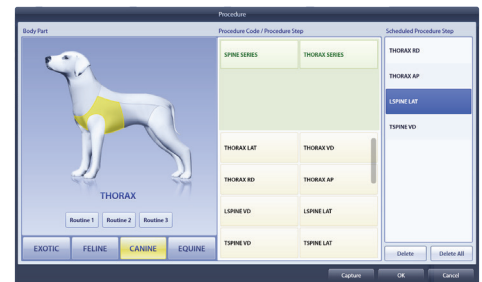 Procedure
Body Part
THORAX
Routine 1 Routine 2 Routine 3
EXOTIC FELINE CANINE EQUINE
Procedure Code / Procedure Step
SPINE SERIES THORAX SERIES
THORAX LAT THORAX VD
THORAX RD THORAX AP
LSPINE VD LSPINE LAT
TSPINE VD TSPINE LAT
Scheduled Procedure Step
THORAX RD
THORAX AP
LSPINE LAT
TSPINE VD
Delete Delete All
Capture OK Cancel